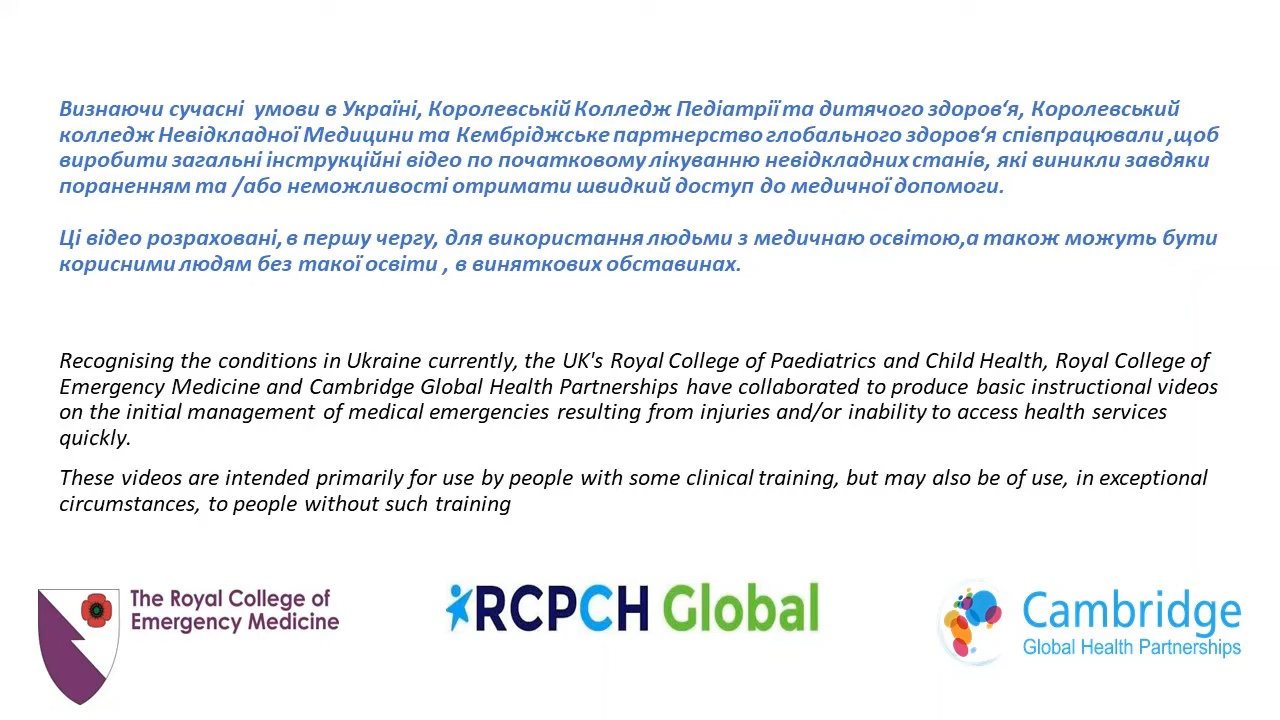 Визнаючи сучасні  умови в Україні, Королевській Колледж Педіатрії та дитячого здоров‘я, Королевський
колледж Невідкладної Медицини та Кембріджське партнерство глобального здоров‘я співпрацювали ,щоб
виробити загальні інструкційні відео по початковому лікуванню невідкладних станів, які виникли завдяки
пораненням та /або неможливості отримати швидкий доступ до медичної допомоги.
Ці відео розраховані, в першу чергу, для використання людьми з медичнаю освітою,а також можуть бути
корисними людям без такої освіти , в виняткових обставинах.
Recognising the conditions in Ukraine currently, the UK's Royal College of Paediatrics and Child Health, Royal College of
Emergency Medicine and Cambridge Global Health Partnerships have collaborated to produce basic instructional videos
on the initial management of medical emergencies resulting from injuries and/or inability to access health services
quickly.
These videos are intended primarily for use by people with some clinical training, but may also be of use, in exceptional
circumstances, to people without such training
The Royal College of
Emergency Medicine
RCPCH Global
Cambridge
Global Health Partnerships